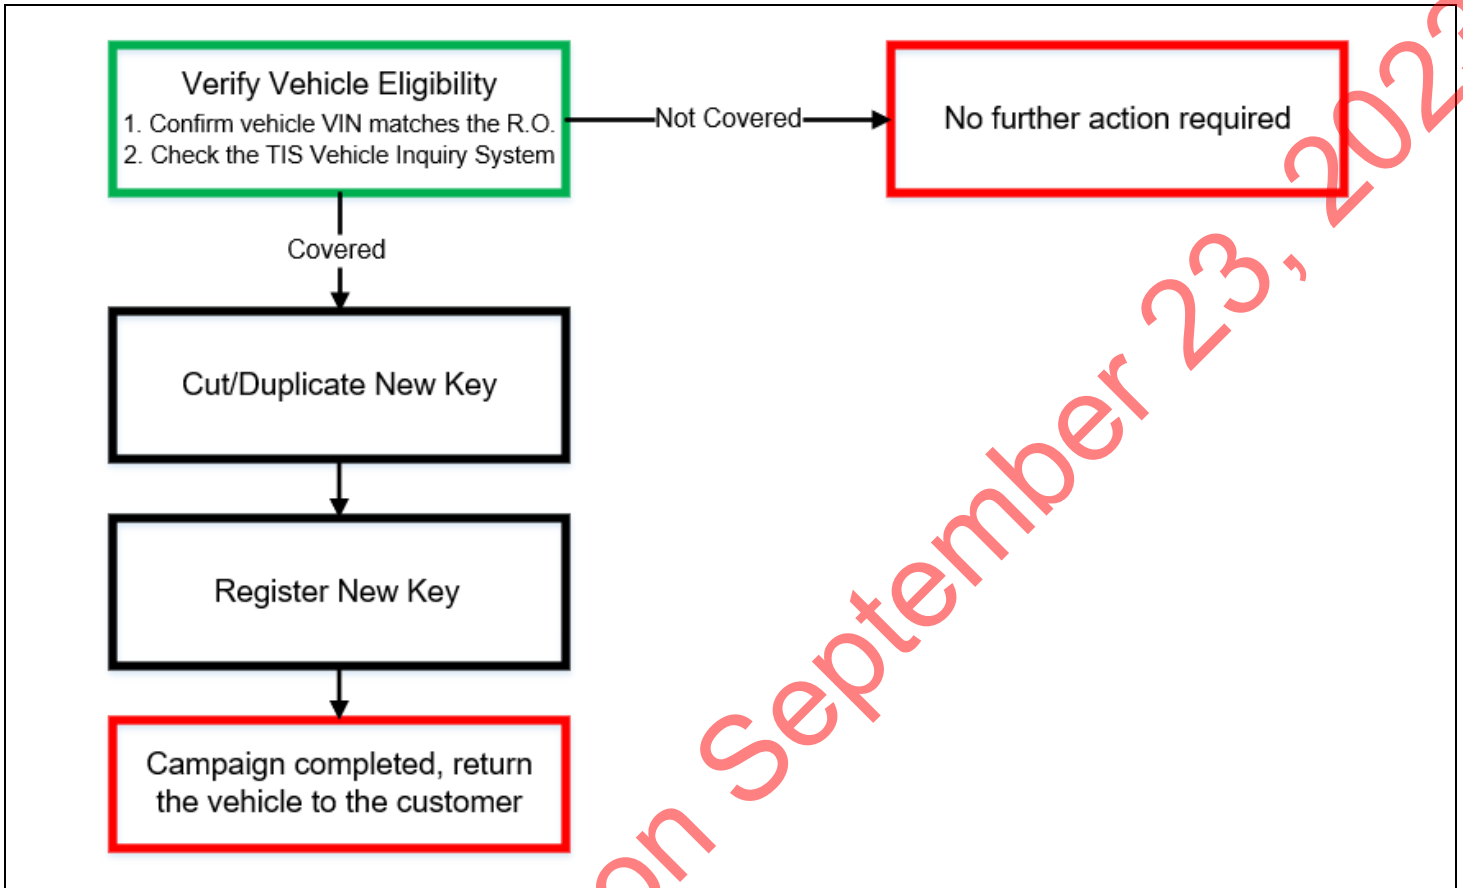 Verify Vehicle Eligibility
1. Confirm vehicle VIN matches the R.O.
2. Check the TIS Vehicle Inquiry System
Not Covered
No further action required
Covered
Cut/Duplicate New Key
Register New Key
Campaign completed, return
the vehicle to the customer
on September 23, 202